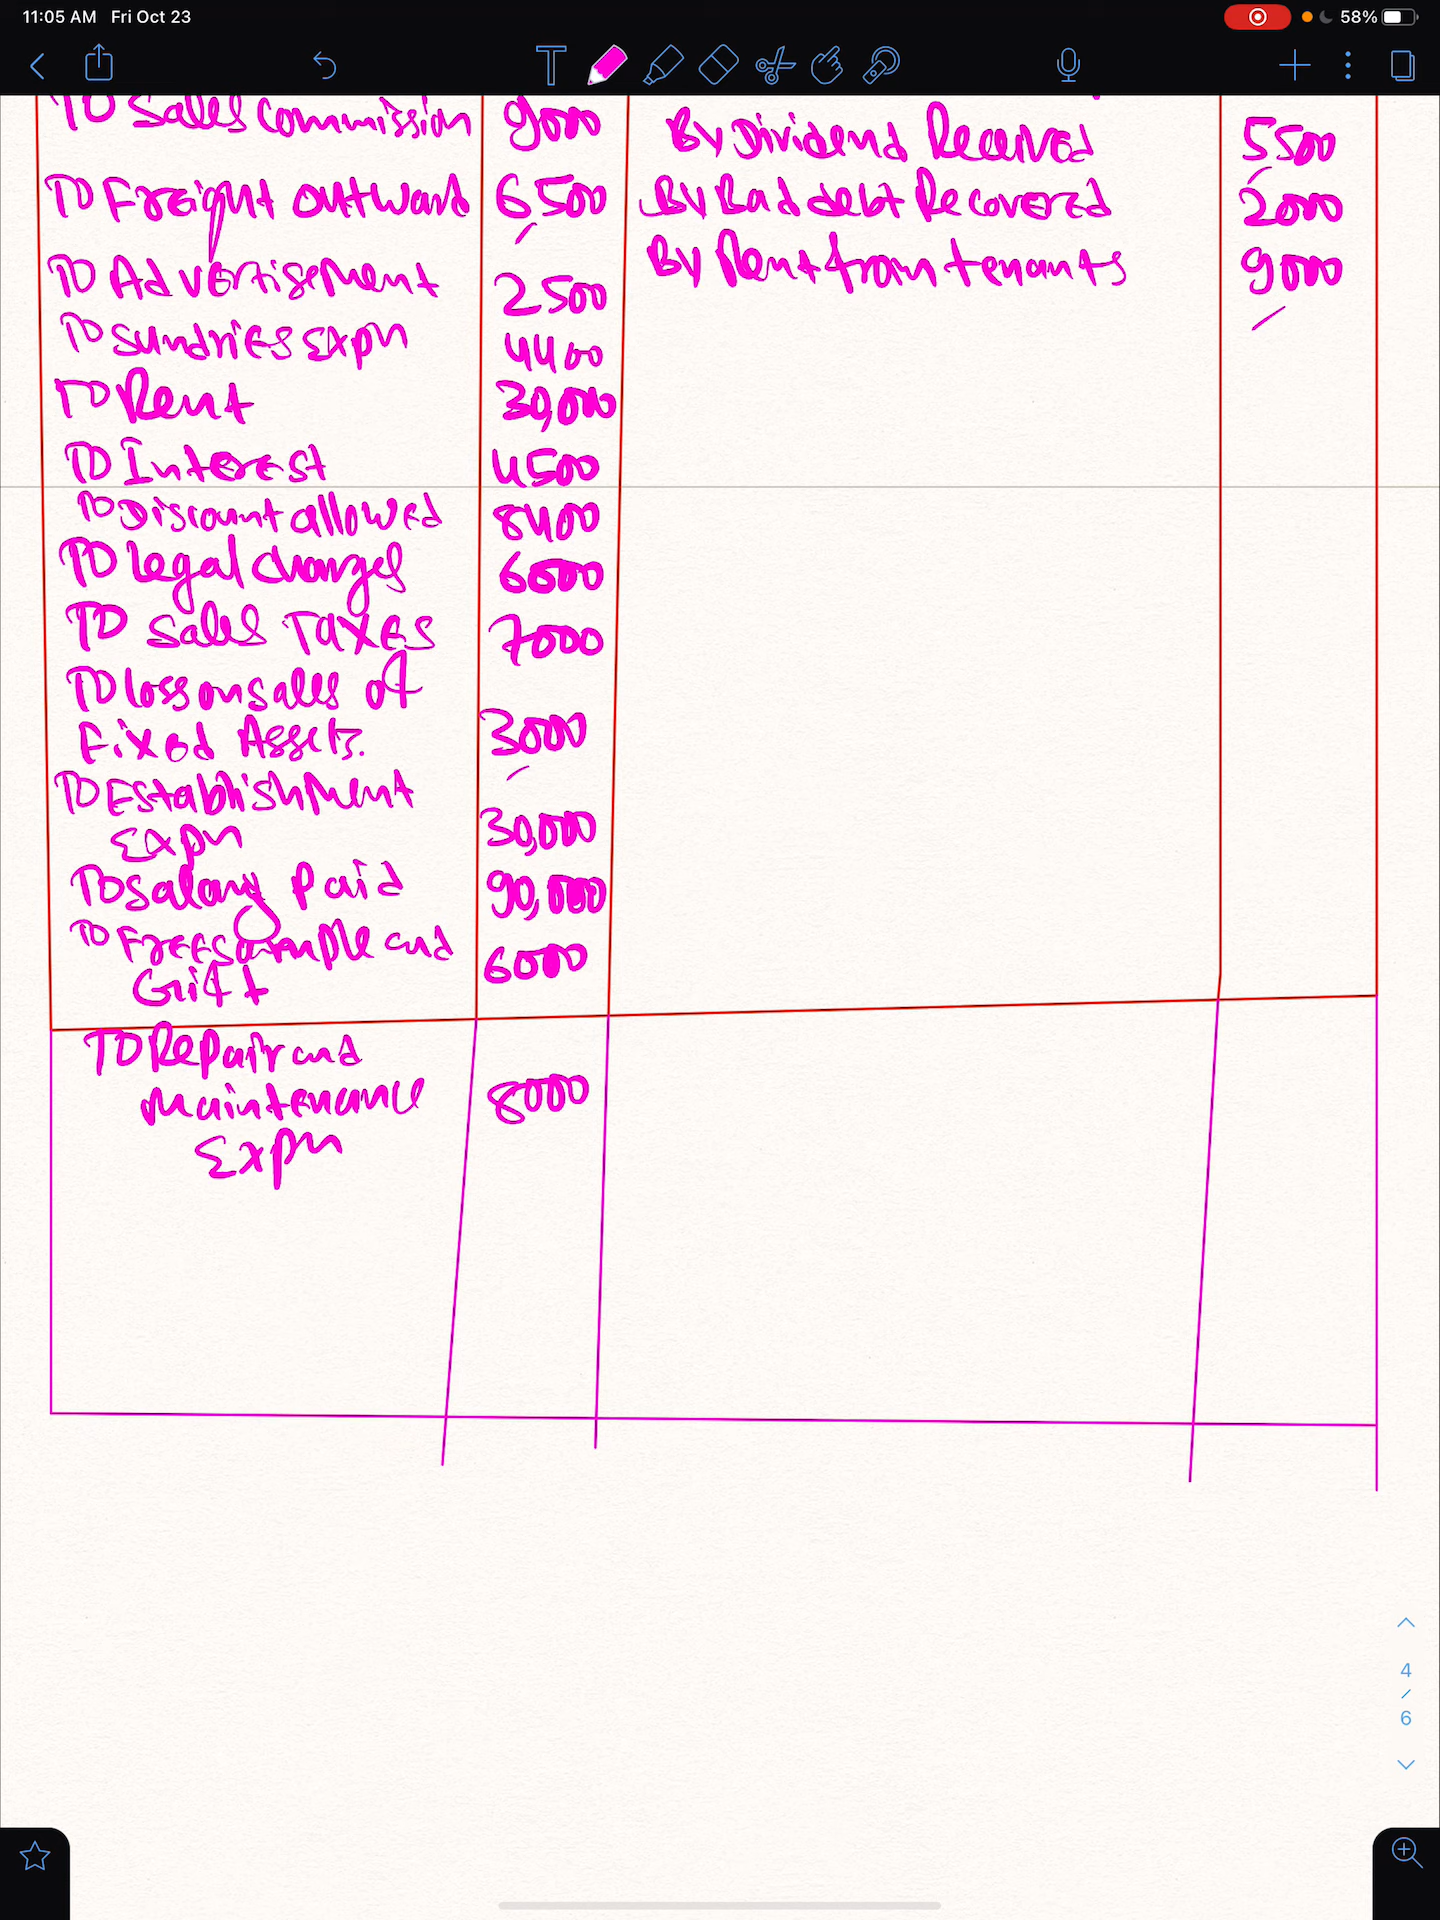 11:05 AM Fri Oct 23
58%
TO Sales Commission 9000
By Dividend Received 5500
TO Freight outward 6500
By Bad debt Recovered 2000
TO Advertisement 2500
By Rent from tenants 9000
TO Sundries Expn 4400
TO Rent 30,000
TO Interest 4500
TO Discount allowed 8400
TO legal charges 6000
TO Sales TAXES 7000
TO loss on sales of
Fixed Assets. 3000
TO Establishment
Expn 30,000
TO Salary Paid 90,000
TO Free sample and
Gift 6000
TO Repair and
maintenance 8000
Expn
4
/
6